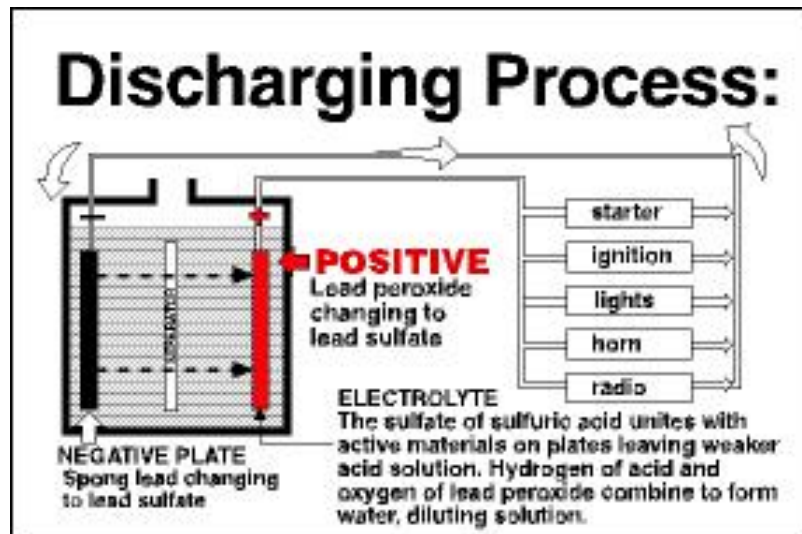 Discharging Process:
−
+
starter
ignition
lights
horn
radio
POSITIVE
Lead peroxide
changing to
lead sulfate
SEPERATOR
NEGATIVE PLATE
Spong lead changing
to lead sulfate
ELECTROLYTE
The sulfate of sulfuric acid unites with
active materials on plates leaving weaker
acid solution. Hydrogen of acid and
oxygen of lead peroxide combine to form
water, diluting solution.